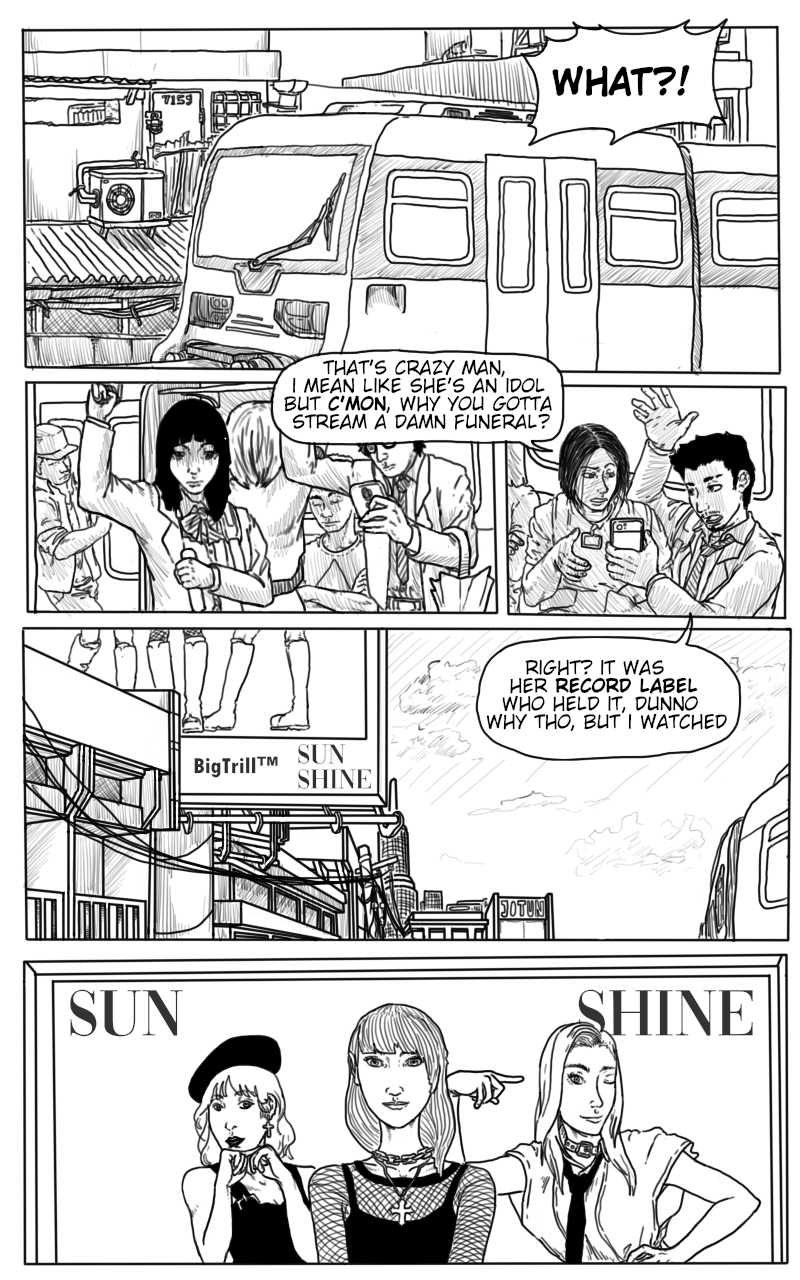 WHAT?!
V159
THAT'S CRAZY MAN,
I MEAN LIKE SHE'S AN IDOL
BUT C'MON, WHY YOU GOTTA
STREAM A DAMN FUNERAL?
RIGHT? IT WAS
HER RECORD LABEL
WHO HELD IT, DUNNO
WHY THO, BUT I WATCHED
BigTrill™
SUN
SHINE
JOTUN
SUN SHINE